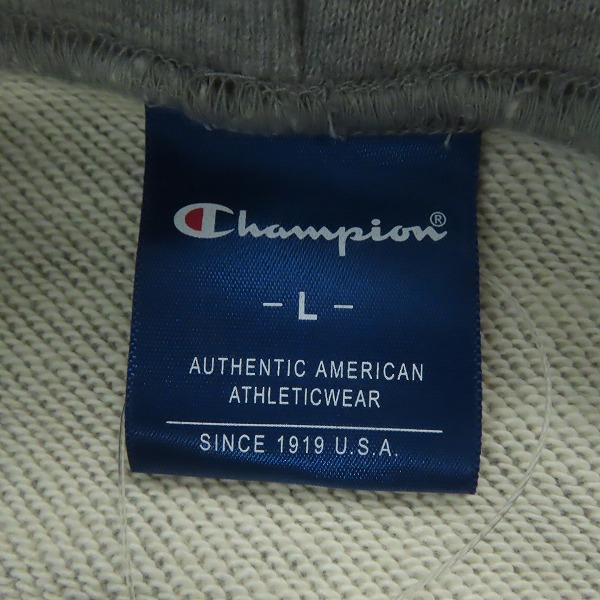 Champion®
- L -
AUTHENTIC AMERICAN
ATHLETICWEAR
SINCE 1919 U.S.A.